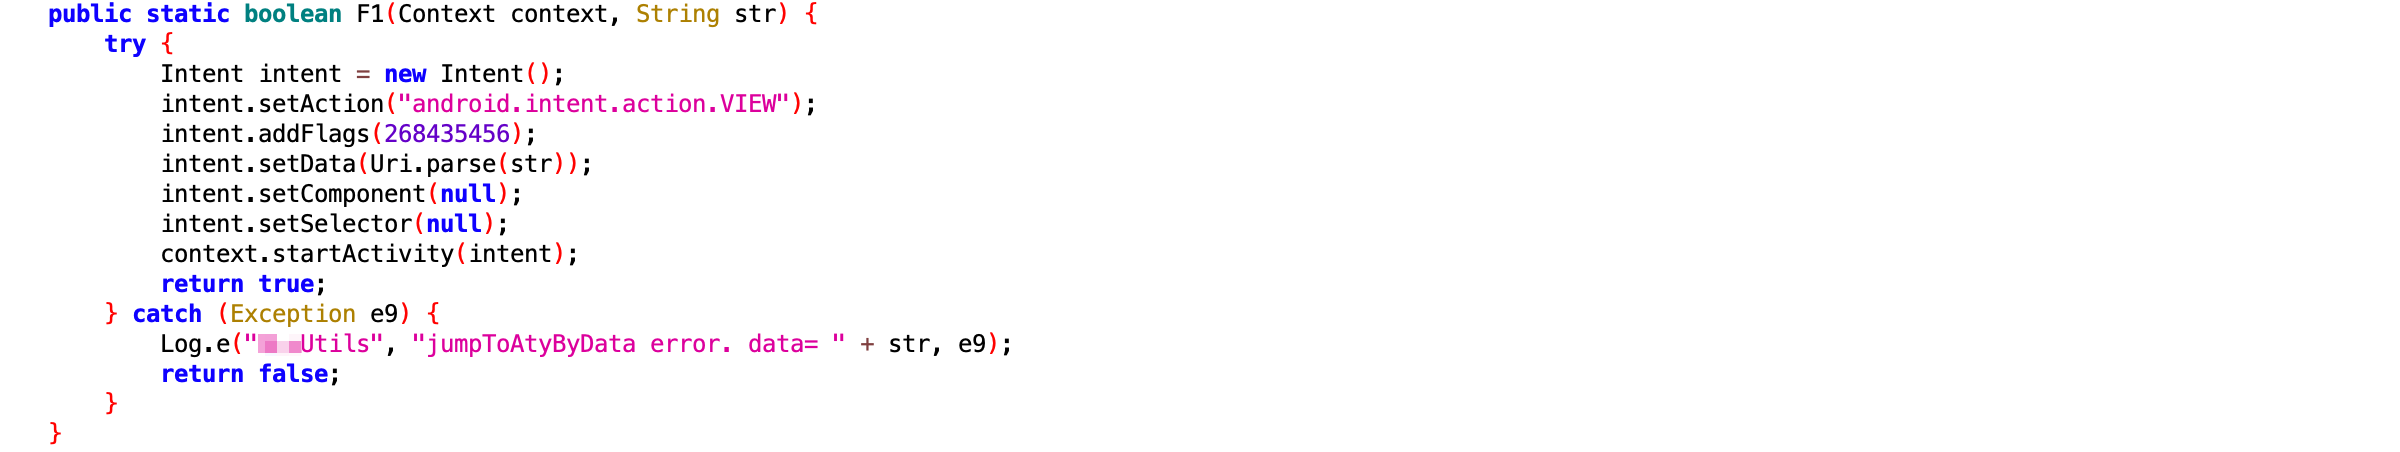 public static boolean F1(Context context, String str) {
try {
Intent intent = new Intent();
intent.setAction("android.intent.action.VIEW");
intent.addFlags(268435456);
intent.setData(Uri.parse(str));
intent.setComponent(null);
intent.setSelector(null);
context.startActivity(intent);
return true;
} catch (Exception e9) {
Log.e("Utils", "jumpToAtyByData error. data= " + str, e9);
return false;
}
}